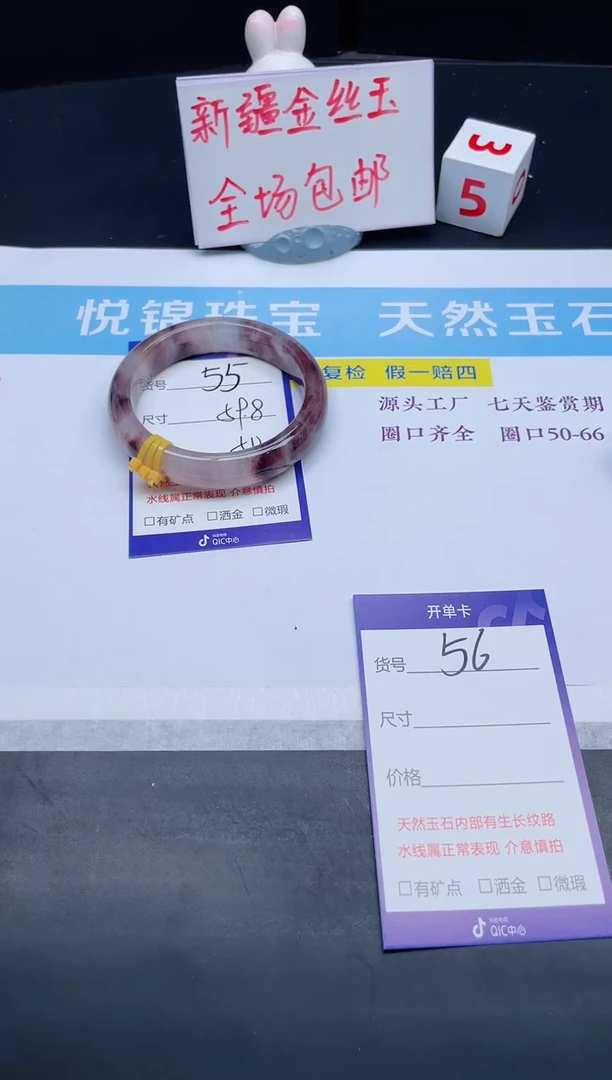 新疆金丝玉
全场包邮
3
5
悦锦珠宝 天然玉石
复检 假一赔四
源头工厂 七天鉴赏期
圈口齐全 圈口50-66
货号 55
尺寸
水线属正常表现 介意慎拍
□有矿点 □洒金 □微瑕
QIC中心
开单卡
货号 56
尺寸
价格
天然玉石内部有生长纹路
水线属正常表现 介意慎拍
□有矿点 □洒金 □微瑕
抖音电商
QIC中心